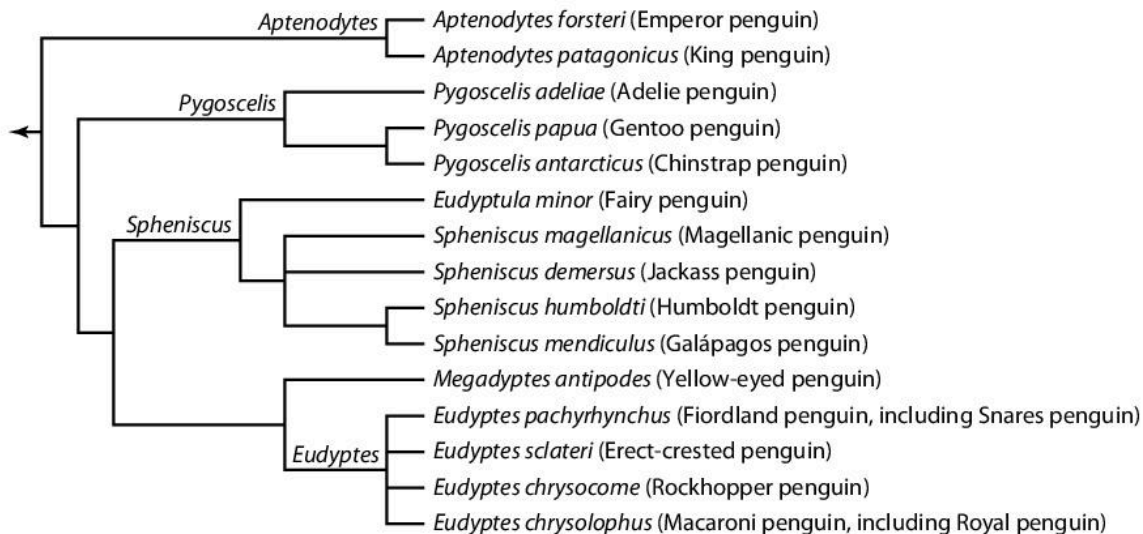 Aptenodytes
Aptenodytes forsteri (Emperor penguin)
Aptenodytes patagonicus (King penguin)
Pygoscelis
Pygoscelis adeliae (Adelie penguin)
Pygoscelis papua (Gentoo penguin)
Pygoscelis antarcticus (Chinstrap penguin)
Eudyptula minor (Fairy penguin)
Spheniscus
Spheniscus magellanicus (Magellanic penguin)
Spheniscus demersus (Jackass penguin)
Spheniscus humboldti (Humboldt penguin)
Spheniscus mendiculus (Galápagos penguin)
Megadyptes antipodes (Yellow-eyed penguin)
Eudyptes pachyrhynchus (Fiordland penguin, including Snares penguin)
Eudyptes
Eudyptes sclateri (Erect-crested penguin)
Eudyptes chrysocome (Rockhopper penguin)
Eudyptes chrysolophus (Macaroni penguin, including Royal penguin)